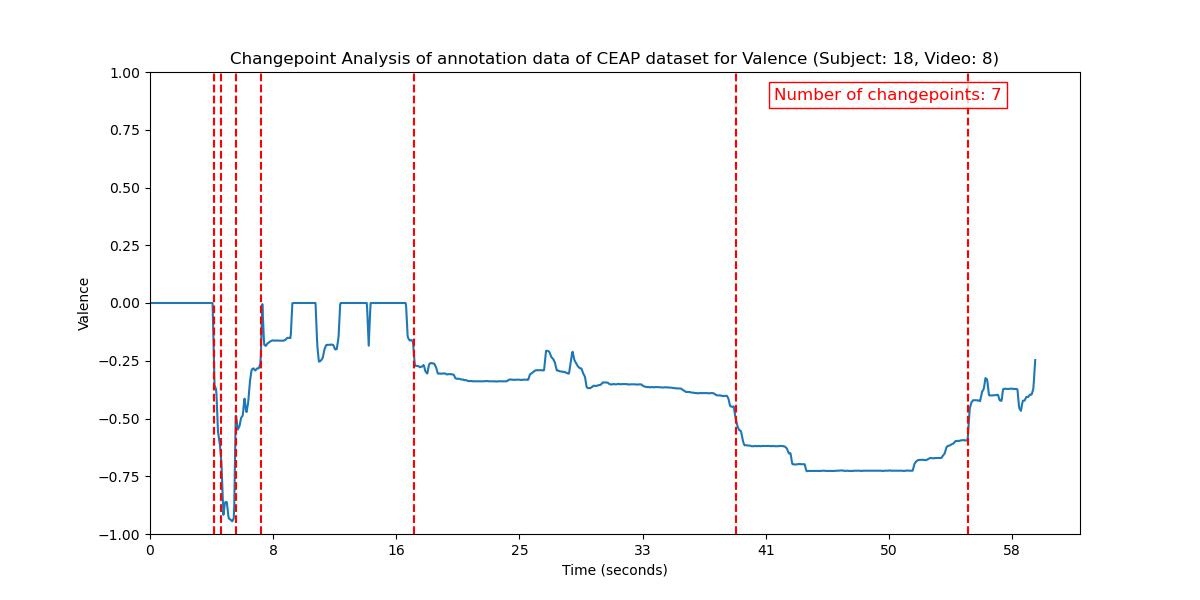 Changepoint Analysis of annotation data of CEAP dataset for Valence (Subject: 18, Video: 8)
Number of changepoints: 7
Valence
1.00
0.75
0.50
0.25
0.00
−0.25
−0.50
−0.75
−1.00
0 8 16 25 33 41 50 58
Time (seconds)